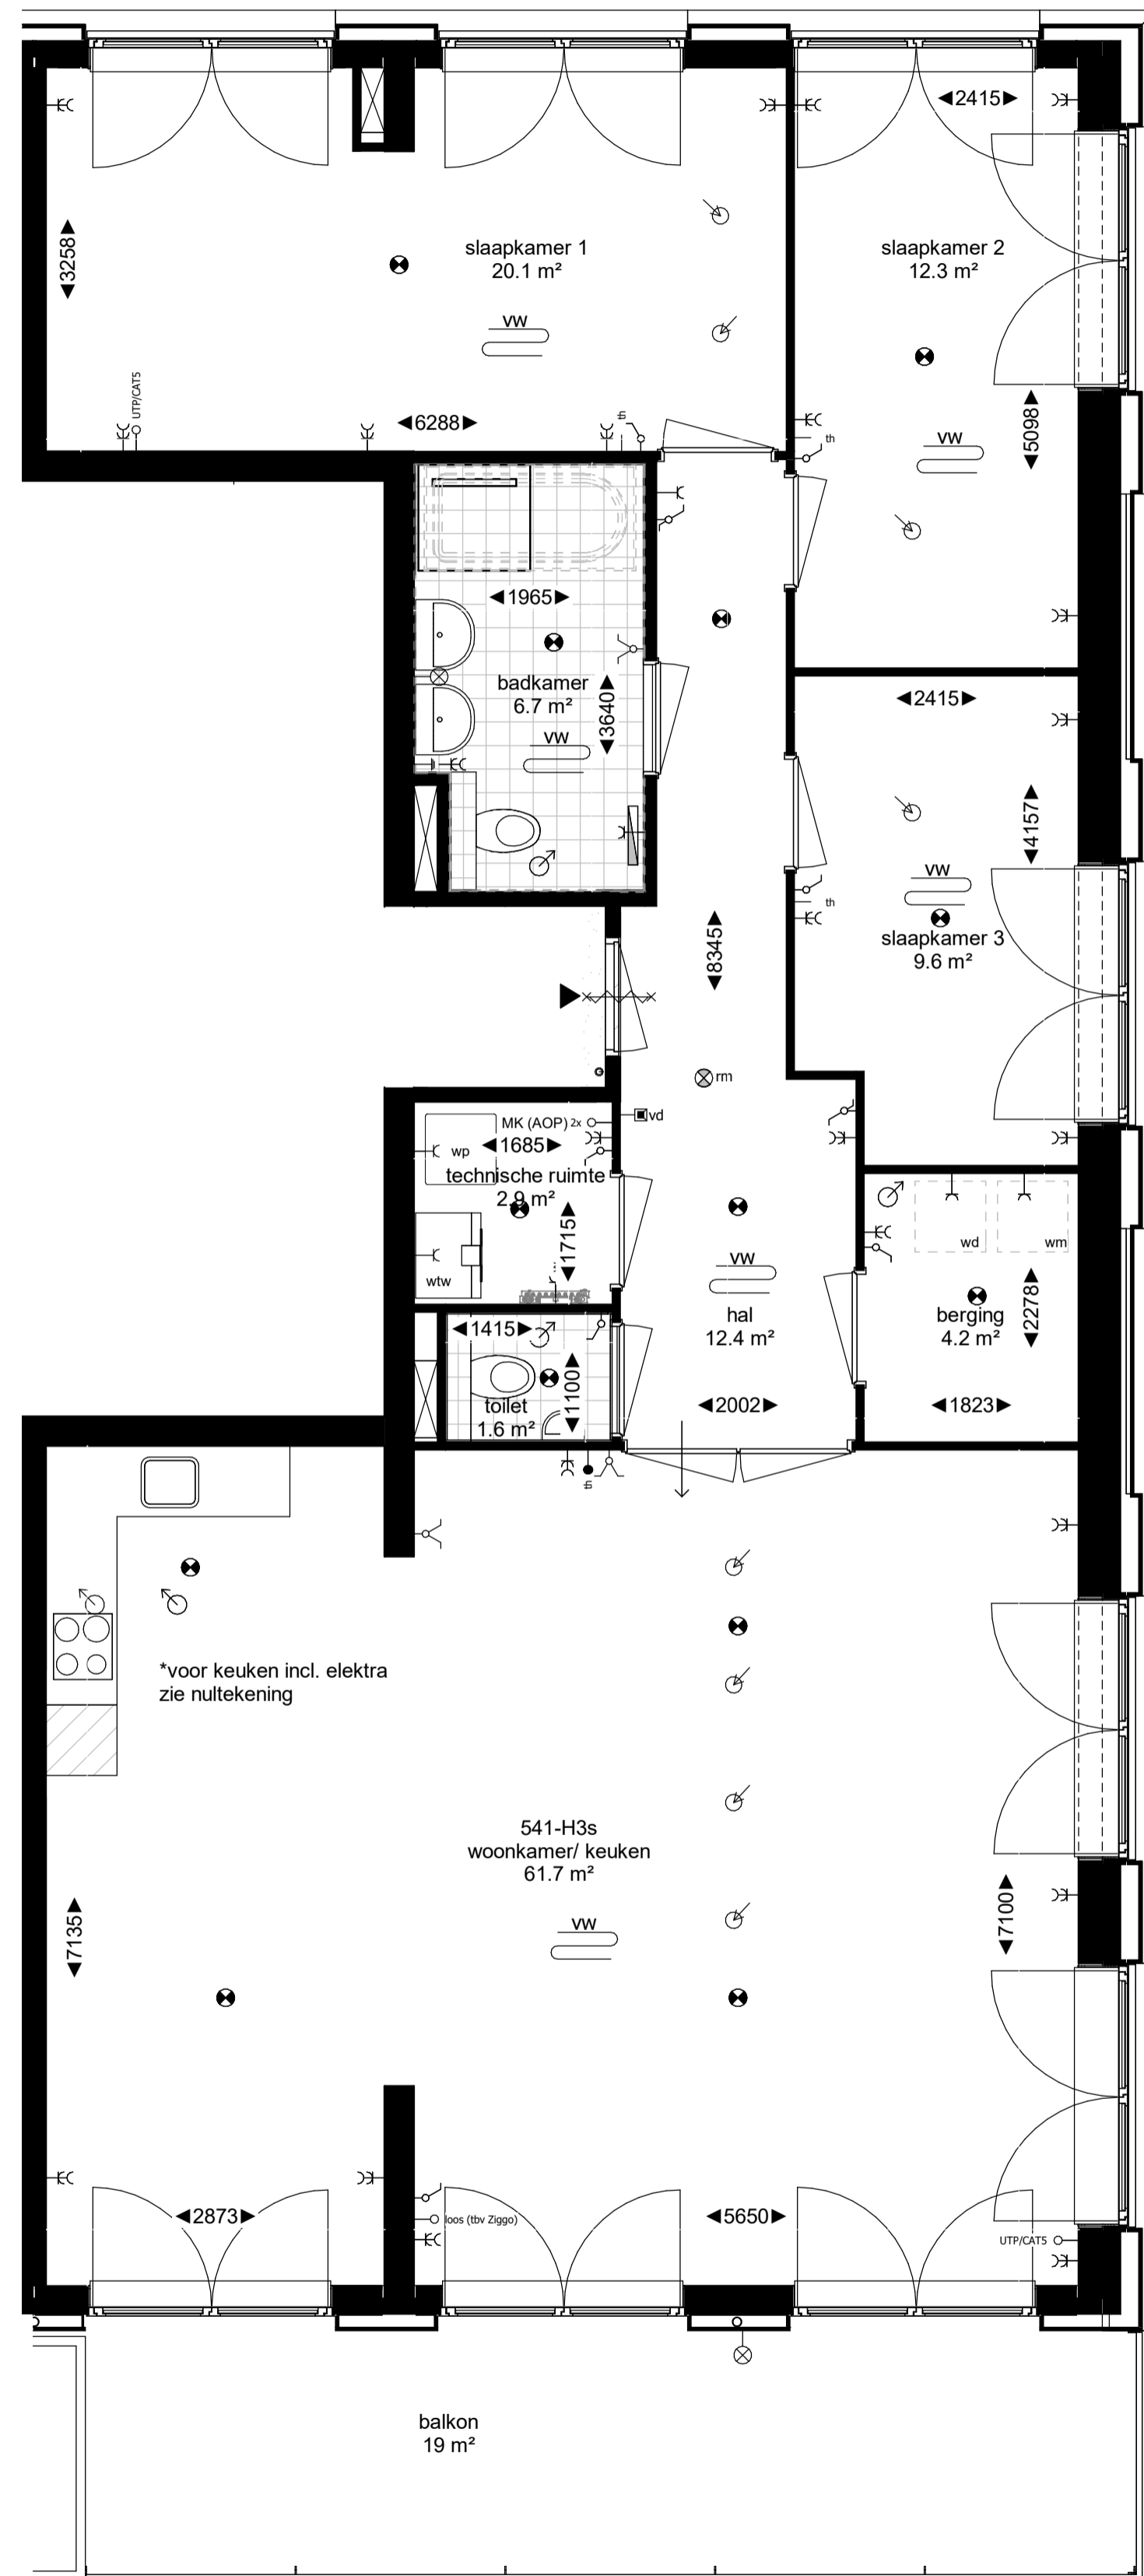 2415
slaapkamer 1
20.1 m²
slaapkamer 2
12.3 m²
3258
vw
UTP/CAT5
6288
th
th
vw
5098
1965
badkamer
6.7 m²
3640
vw
2415
4157
vw
slaapkamer 3
9.6 m²
th
8345
rm
vd
MK (AOP) 2x
1685
wp
technische ruimte
2.9 m²
1715
wtw
r ...
wd
wm
vw
hal
12.4 m²
berging
4.2 m²
2278
1415
1100
toilet
1.6 m²
2002
1823
th
*voor keuken incl. elektra
zie nultekening
541-H3s
woonkamer/ keuken
61.7 m²
vw
7135
7100
2873
loos (tbv Ziggo)
5650
UTP/CAT5
balkon
19 m²